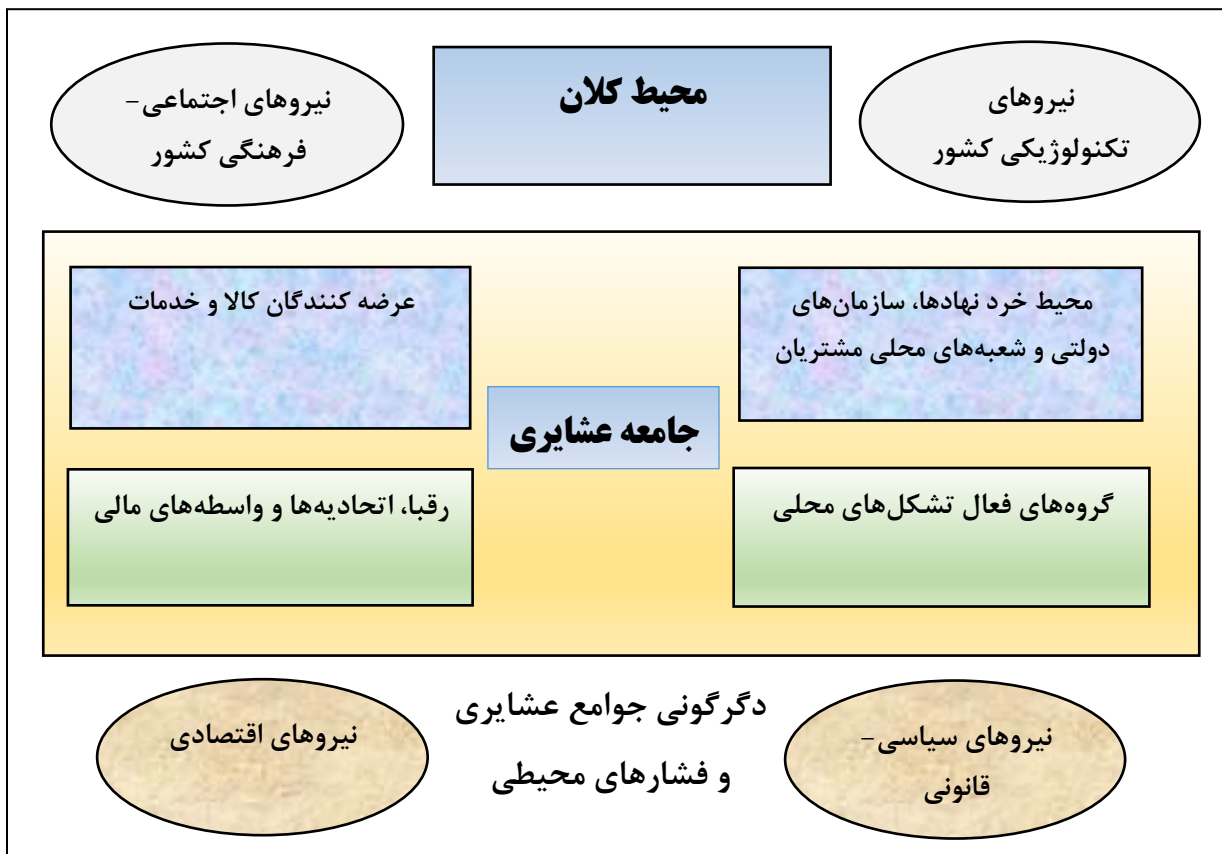 محیط کلان
نیروهای
تکنولوژیکی کشور
نیروهای اجتماعی-
فرهنگی کشور
محیط خرد نهادها، سازمان‌های
دولتی و شعبه‌های محلی مشتریان
عرضه کنندگان کالا و خدمات
جامعه عشایری
گروه‌های فعال تشکل‌های محلی
رقبا، اتحادیه‌ها و واسطه‌های مالی
نیروهای سیاسی-
قانونی
دگرگونی جوامع عشایری
و فشارهای محیطی
نیروهای اقتصادی